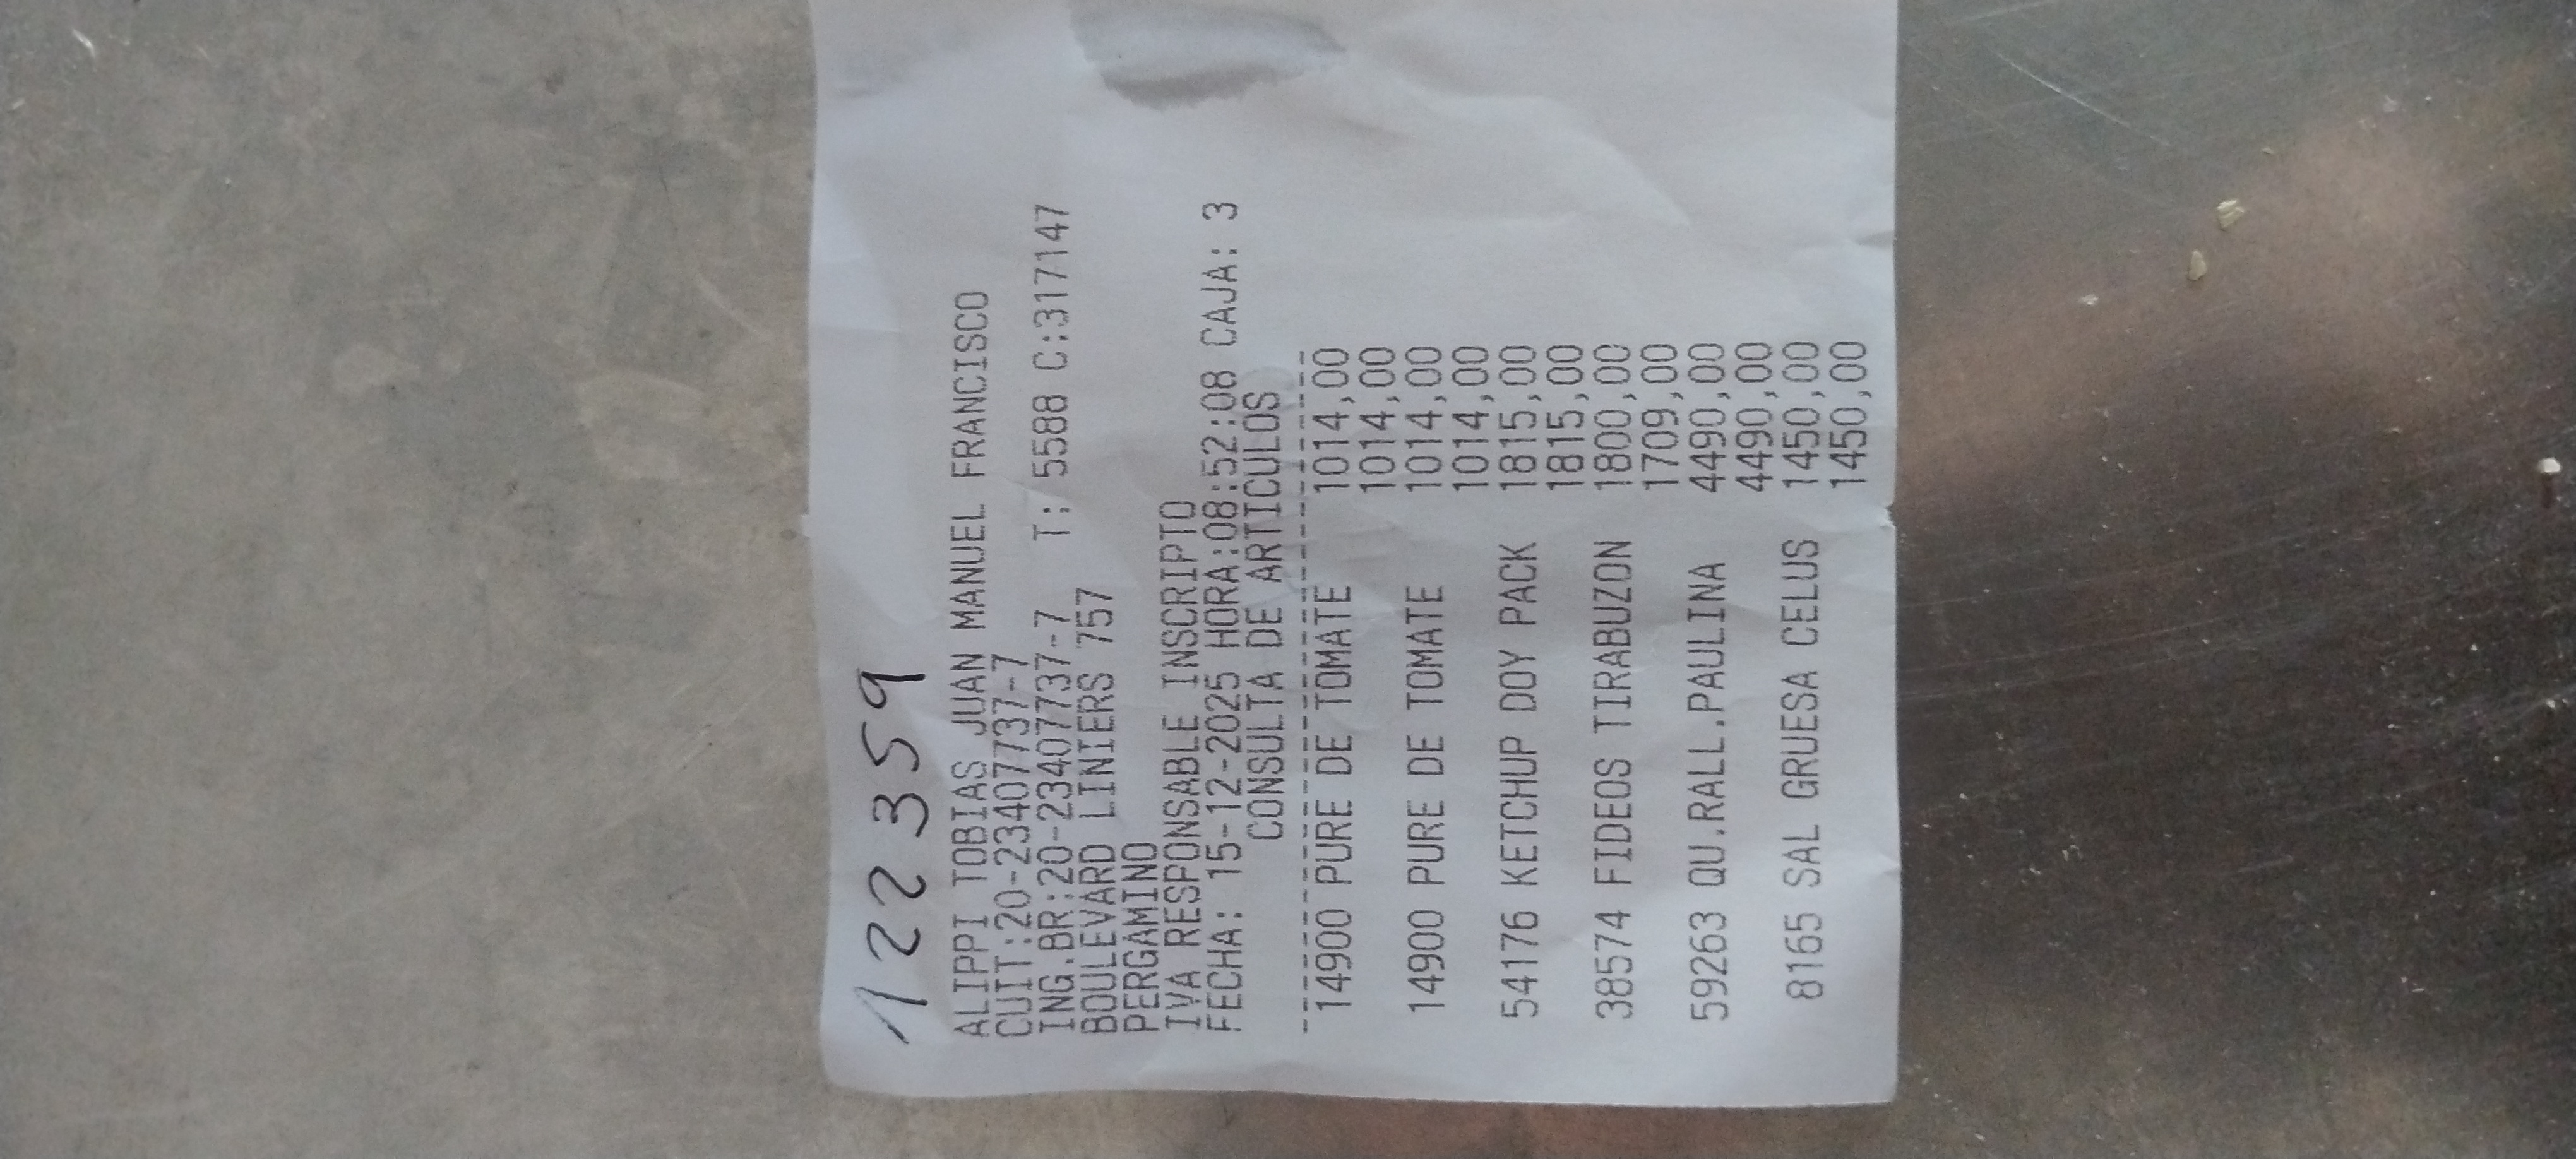 122359
ALIPPI TOBIAS JUAN MANUEL FRANCISCO
CUIT:20-23407737-7
ING.BR:20-23407737-7 T: 5588 C:317147
BOULEVARD LINIERS 757
PERGAMINO
IVA RESPONSABLE INSCRIPTO
FECHA: 15-12-2025 HORA:08:52:08 CAJA: 3
CONSULTA DE ARTICULOS
14900 PURE DE TOMATE 1014,00
1014,00
14900 PURE DE TOMATE 1014,00
1014,00
54176 KETCHUP DOY PACK 1815,00
1815,00
38574 FIDEOS TIRABUZON 1800,00
1709,00
59263 QU.RALL.PAULINA 4490,00
4490,00
8165 SAL GRUESA CELUS 1450,00
1450,00